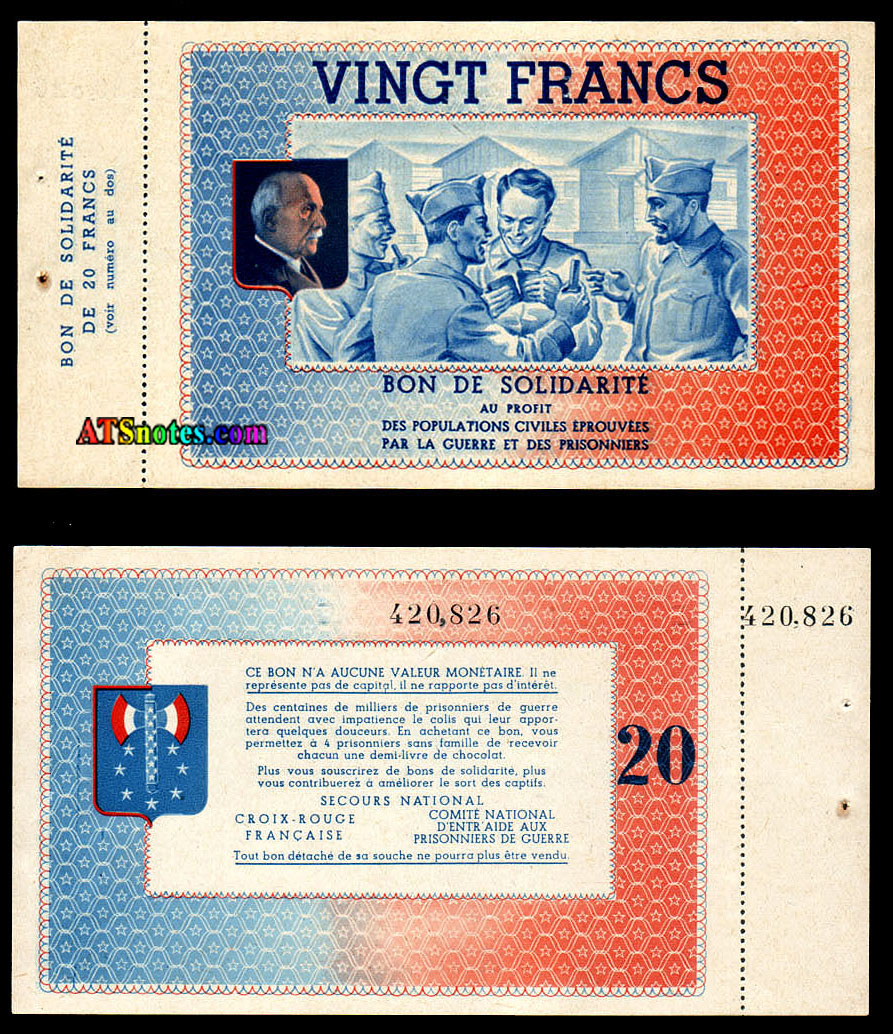 VINGT FRANCS
BON DE SOLIDARITÉ
DE 20 FRANCS
(voir numéro au dos)
BON DE SOLIDARITÉ
AU PROFIT
DES POPULATIONS CIVILES ÉPROUVÉES
PAR LA GUERRE ET DES PRISONNIERS
ATSnotes.com
420,826
420,826
CE BON N'A AUCUNE VALEUR MONÉTAIRE. Il ne
représente pas de capital, il ne rapporte pas d'intérêt.
Des centaines de milliers de prisonniers de guerre
attendent avec impatience le colis qui leur appor-
tera quelques douceurs. En achetant ce bon, vous
permettez à 4 prisonniers sans famille de recevoir
chacun une demi-livre de chocolat.
Plus vous souscrirez de bons de solidarité, plus
vous contribuerez à améliorer le sort des captifs.
20
SECOURS NATIONAL
CROIX-ROUGE
FRANÇAISE
COMITÉ NATIONAL
D'ENTR'AIDE AUX
PRISONNIERS DE GUERRE
Tout bon détaché de sa souche ne pourra plus être vendu.